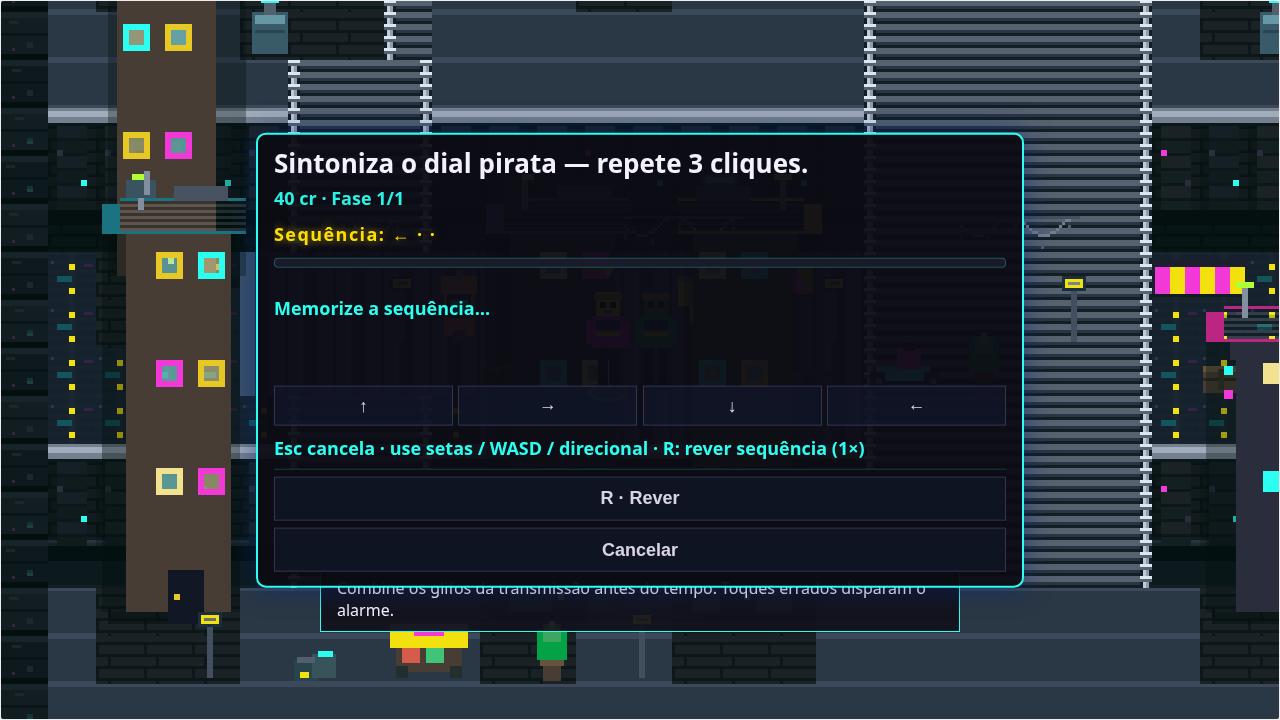 Sintoniza o dial pirata — repete 3 cliques.
40 cr · Fase 1/1
Sequência: ← · ·
Memorize a sequência...
↑ → ↓ ←
Esc cancela · use setas / WASD / direcional · R: rever sequência (1×)
R · Rever
Cancelar
Combine os glifos da transmissão antes do tempo. Toques errados disparam o
alarme.